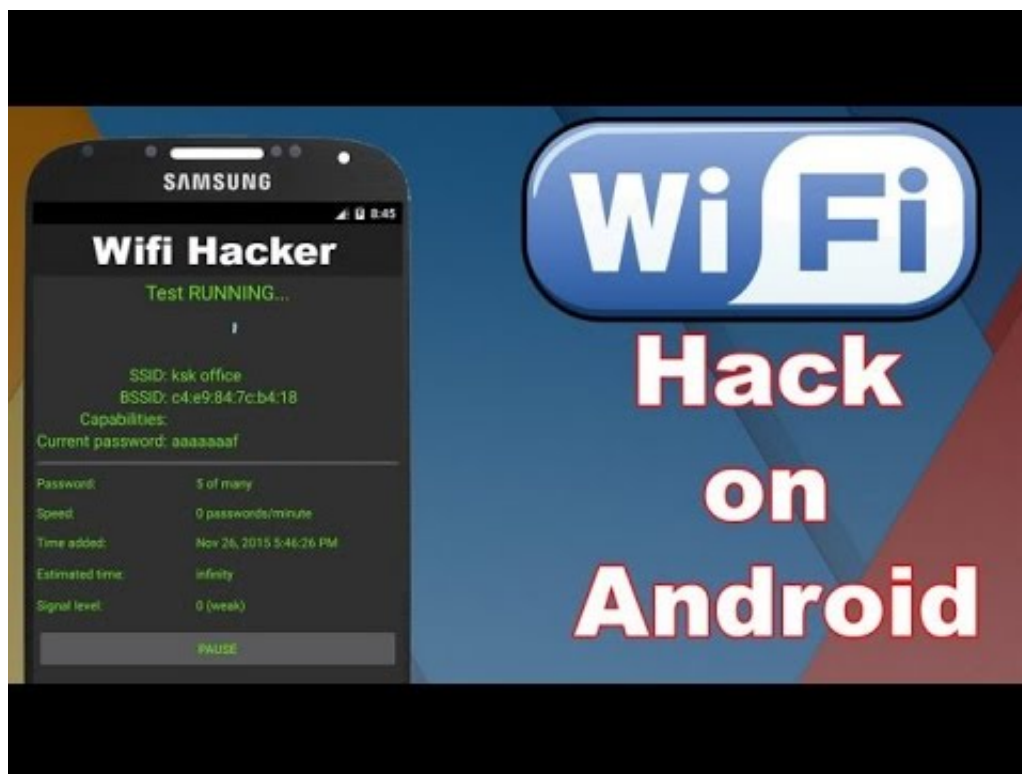 SAMSUNG
8:45
Wifi Hacker
Test RUNNING...
SSID: ksk office
BSSID: c4:e9:84:7c:b4:18
Capabilities:
Current password: aaaaaaaf
Password: 5 of many
Speed: 0 passwords/minute
Time added: Nov 26, 2015 5:46:26 PM
Estimated time: infinity
Signal level: 0 (weak)
PAUSE
Wi Fi
Hack
on
Android